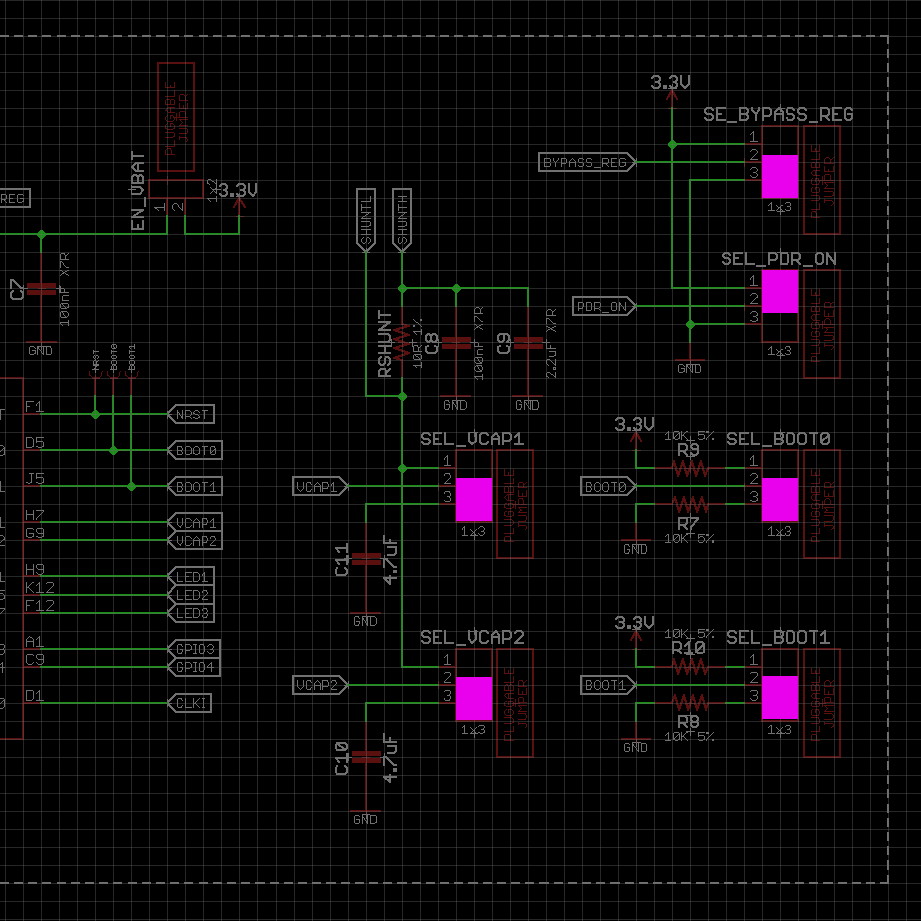 PLUGGABLE
JUMPER
EN_VBAT
1
2
1x2
3.3V
REG
C7
100nF X7R
GND
NRST
BOOT0
BOOT1
F1
NRST
D5
BOOT0
J5
BOOT1
H7
VCAP1
G9
VCAP2
H9
LED1
K12
LED2
F12
LED3
A1
GPIO3
C9
GPIO4
D1
CLKI
SHUNTL
SHUNTH
RSHUNT
10R 1%
C8
100nF X7R
GND
C9
2.2uF X7R
GND
SEL_VCAP1
VCAP1
1
2
3
1x3
PLUGGABLE
JUMPER
C11
4.7uF
GND
SEL_VCAP2
VCAP2
1
2
3
1x3
PLUGGABLE
JUMPER
C10
4.7uF
GND
3.3V
SE_BYPASS_REG
BYPASS_REG
1
2
3
1x3
PLUGGABLE
JUMPER
SEL_PDR_ON
PDR_ON
1
2
3
1x3
PLUGGABLE
JUMPER
GND
3.3V
10K 5%
R9
SEL_BOOT0
BOOT0
1
2
3
1x3
PLUGGABLE
JUMPER
R7
10K 5%
GND
3.3V
10K 5%
R10
SEL_BOOT1
BOOT1
1
2
3
1x3
PLUGGABLE
JUMPER
R8
10K 5%
GND